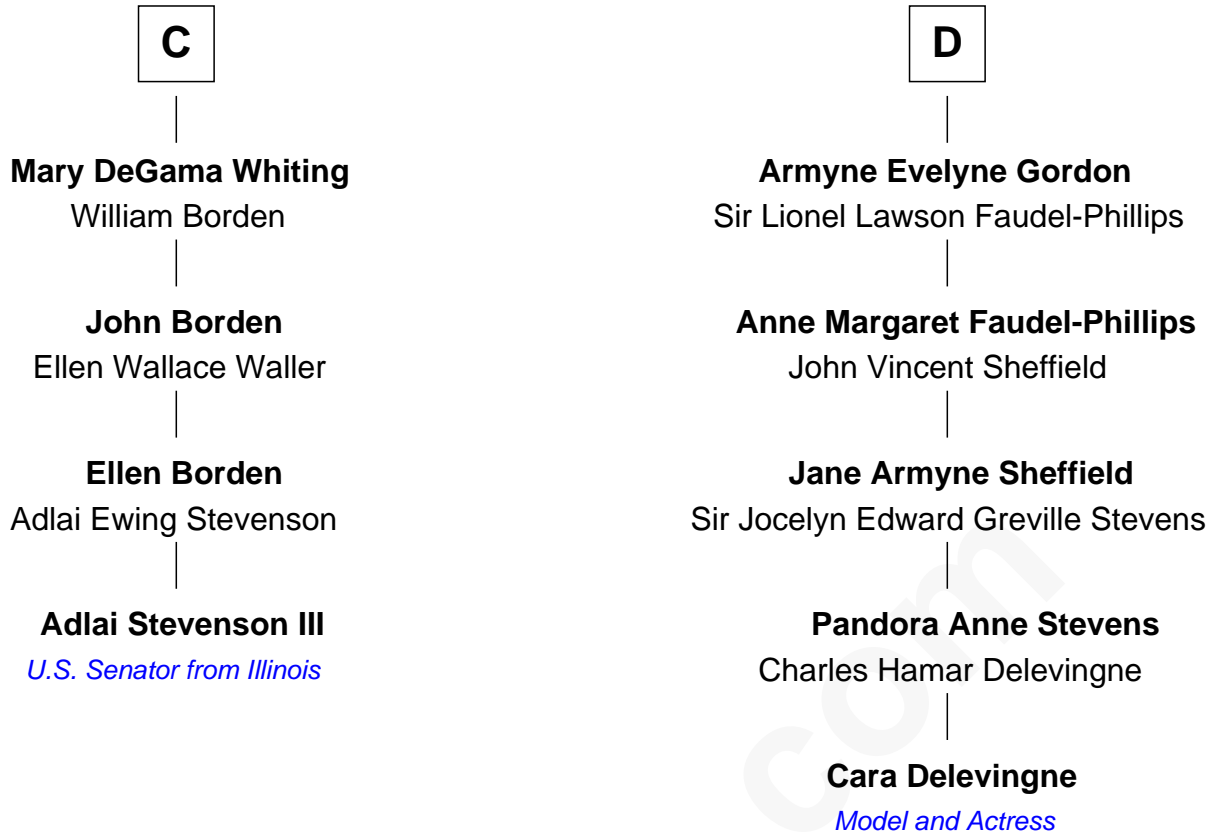 C
Mary DeGama Whiting
William Borden
John Borden
Ellen Wallace Waller
Ellen Borden
Adlai Ewing Stevenson
Adlai Stevenson III
U.S. Senator from Illinois
D
Armyne Evelyne Gordon
Sir Lionel Lawson Faudel-Phillips
Anne Margaret Faudel-Phillips
John Vincent Sheffield
Jane Armyne Sheffield
Sir Jocelyn Edward Greville Stevens
Pandora Anne Stevens
Charles Hamar Delevingne
Cara Delevingne
Model and Actress
com